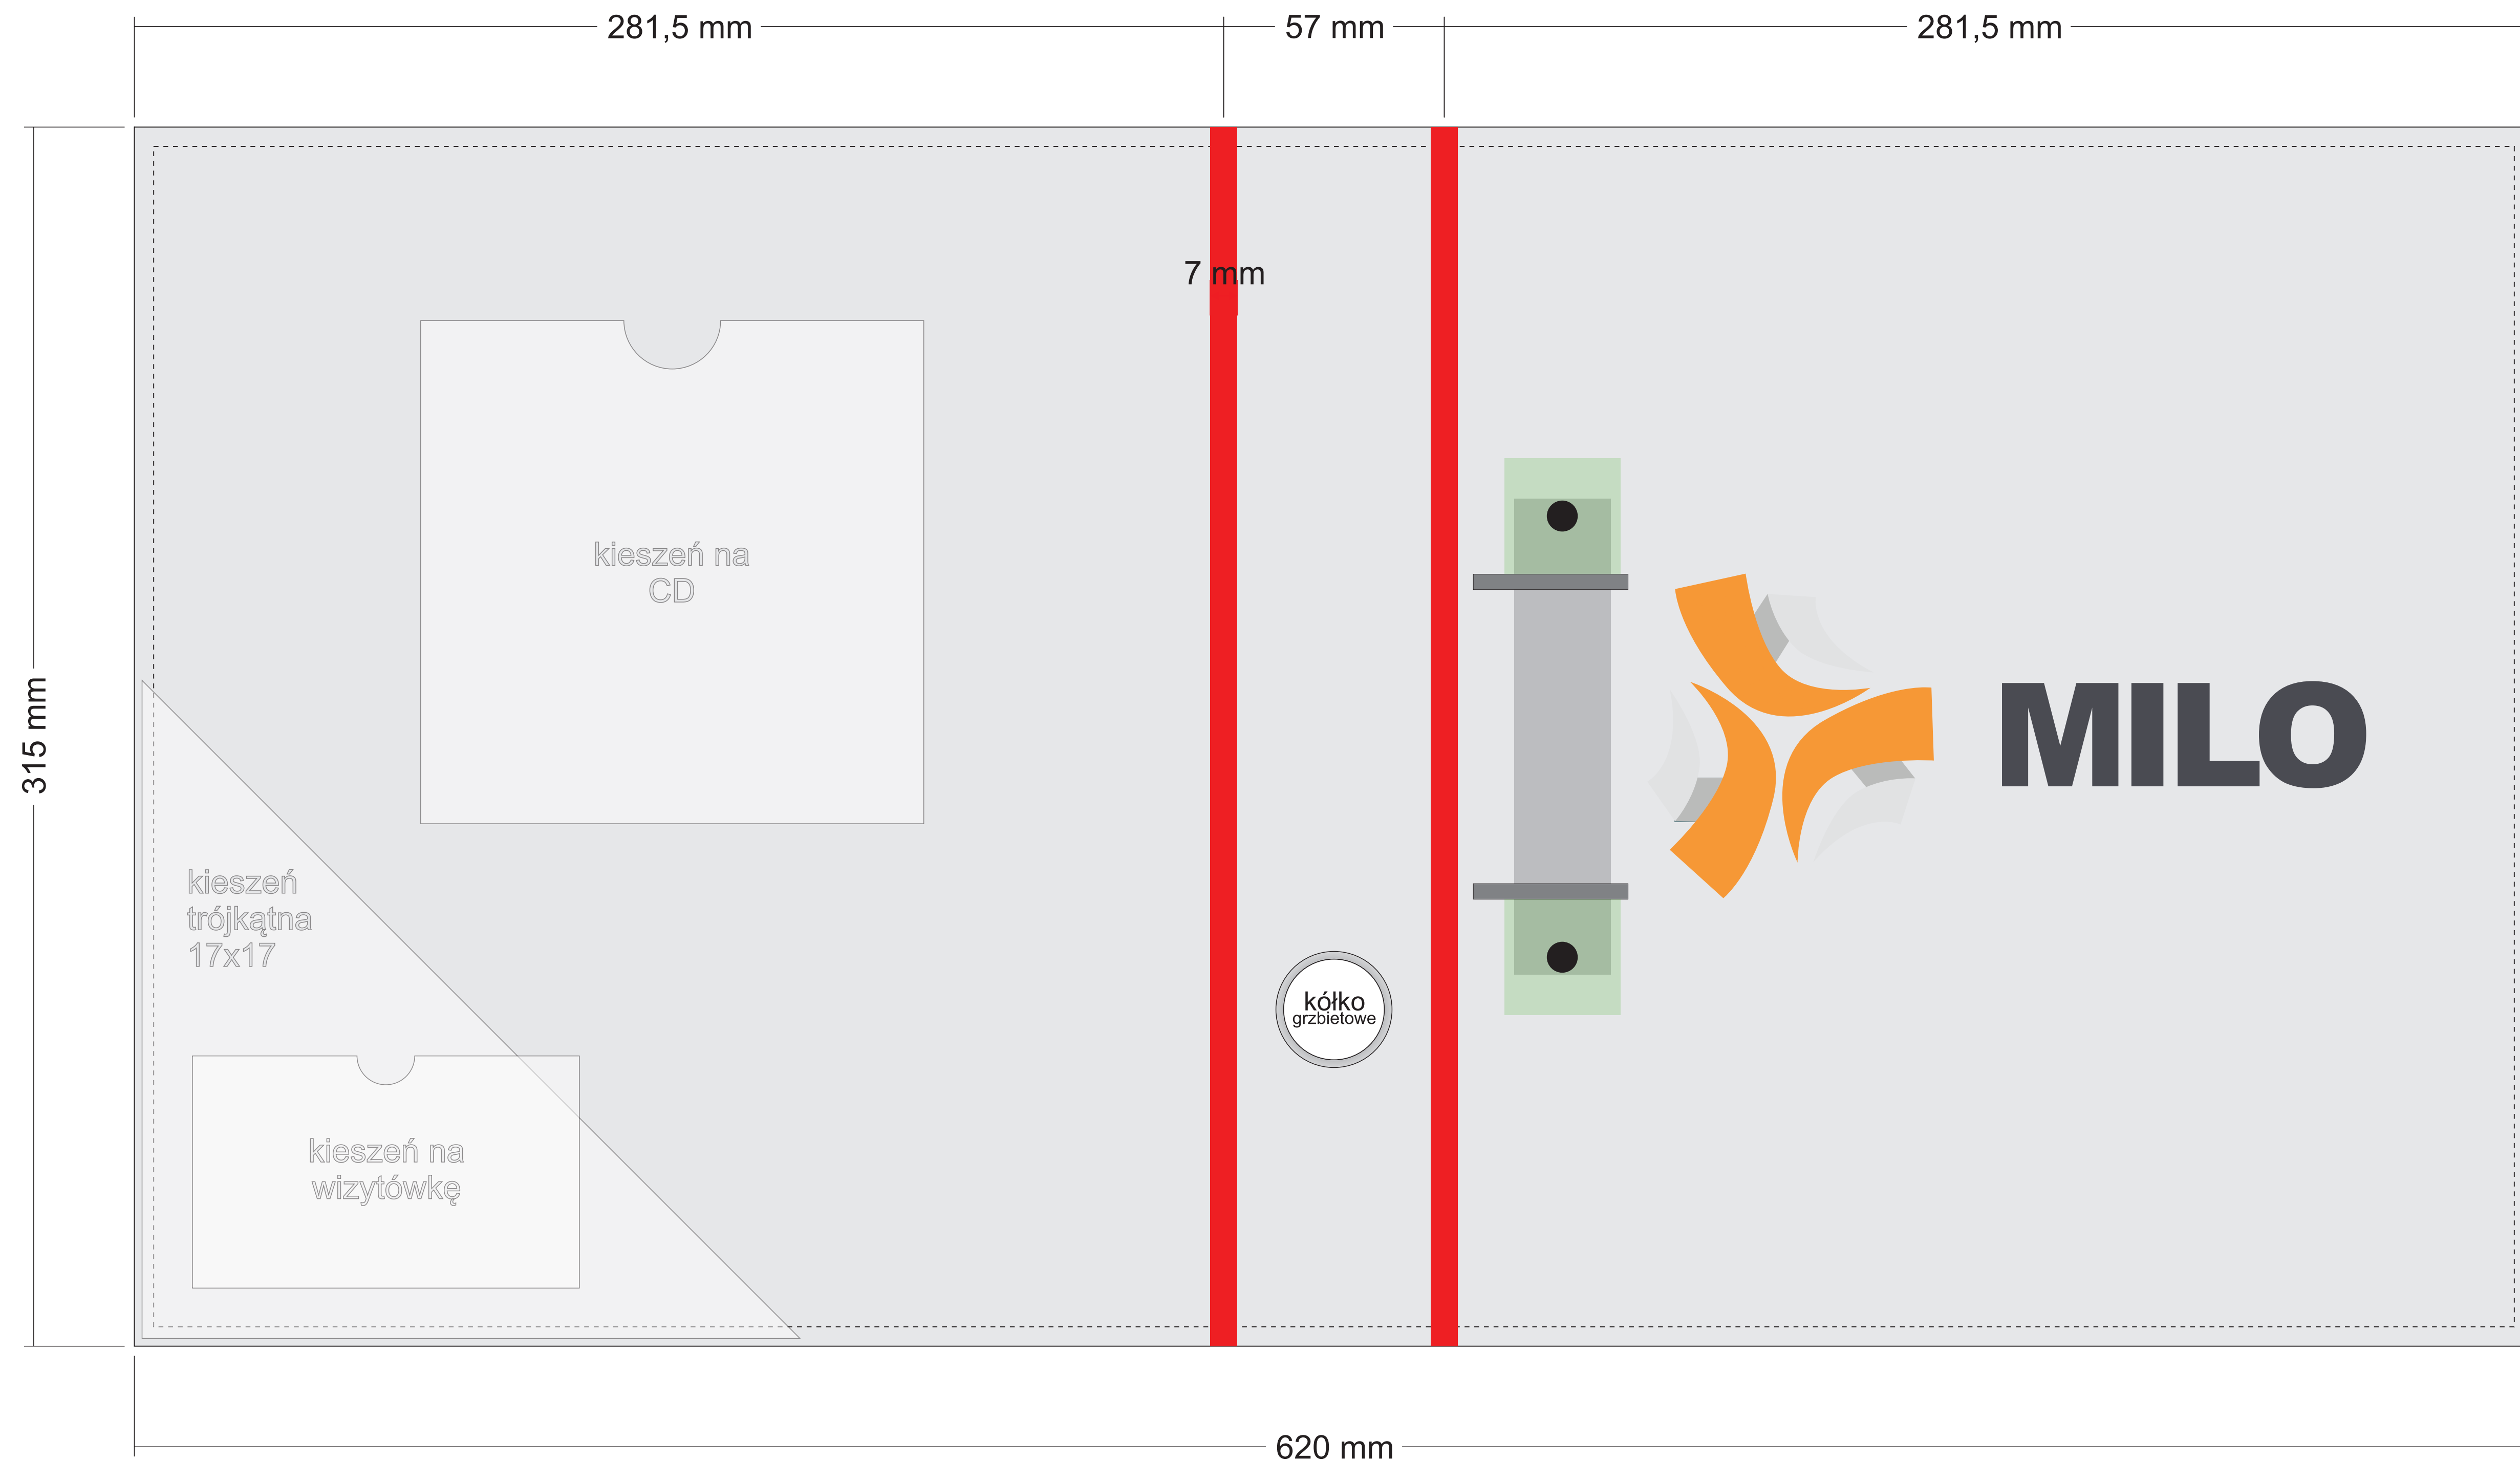 281,5 mm
57 mm
281,5 mm
7 mm
kieszeń na
CD
315 mm
MILO
kieszeń
trójkątna
17x17
kółko
grzbietowe
kieszeń na
wizytówkę
620 mm